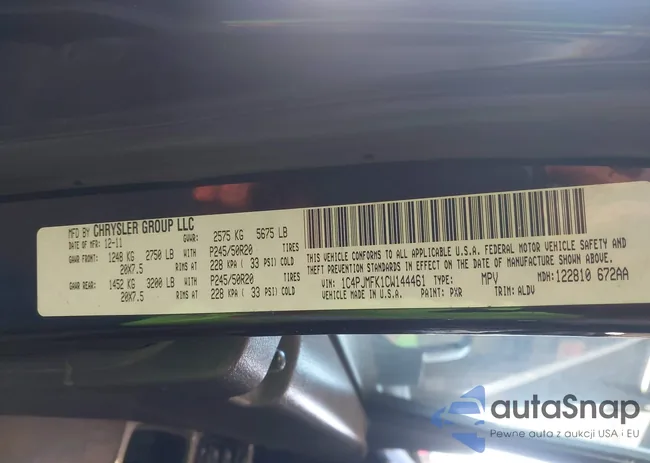 MFD BY CHRYSLER GROUP LLC
DATE OF MFR 12-11 GVWR: 2575 KG 5675 LB
GAWR FRONT: 1248 KG 2750 LB WITH P245/50R20 TIRES
20X7.5 RIMS AT 228 KPA ( 33 PSI) COLD
GAWR REAR: 1452 KG 3200 LB WITH P245/50R20 TIRES
20X7.5 RIMS AT 228 KPA ( 33 PSI) COLD
THIS VEHICLE CONFORMS TO ALL APPLICABLE U.S.A. FEDERAL MOTOR VEHICLE SAFETY AND
THEFT PREVENTION STANDARDS IN EFFECT ON THE DATE OF MANUFACTURE SHOWN ABOVE.
VIN: 1C4PJMFK1CW144461 TYPE: MPV MDH: 122810 672AA
VEHICLE MADE IN U.S.A. PAINT: PXR TRIM: ALDV
autaSnap
Pewne auta z aukcji USA i EU